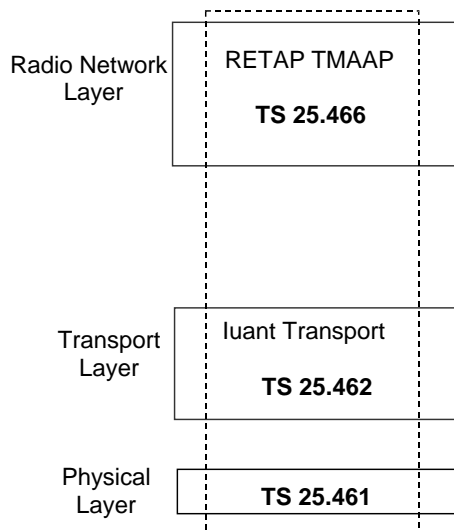 Radio Network
Layer
RETAP TMAAP
TS 25.466
Transport
Layer
Iuant Transport
TS 25.462
Physical
Layer
TS 25.461